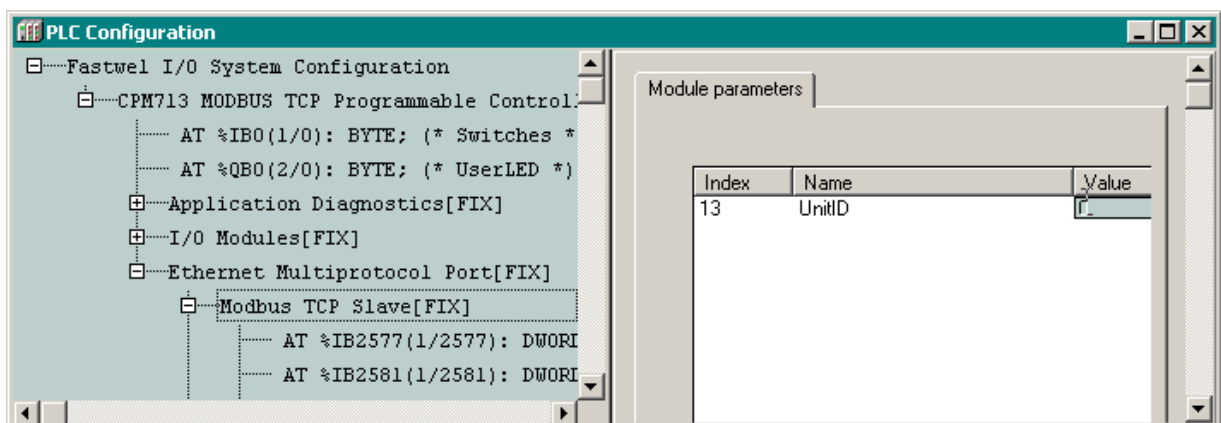 PLC Configuration
Fastwel I/O System Configuration
CPM713 MODBUS TCP Programmable Control
AT %IB0(1/0): BYTE; (* Switches *
AT %QB0(2/0): BYTE; (* UserLED *)
Application Diagnostics[FIX]
I/O Modules[FIX]
Ethernet Multiprotocol Port[FIX]
Modbus TCP Slave[FIX]
AT %IB2577(1/2577): DWORD
AT %IB2581(1/2581): DWORD
Module parameters
Index Name Value
13 UnitID